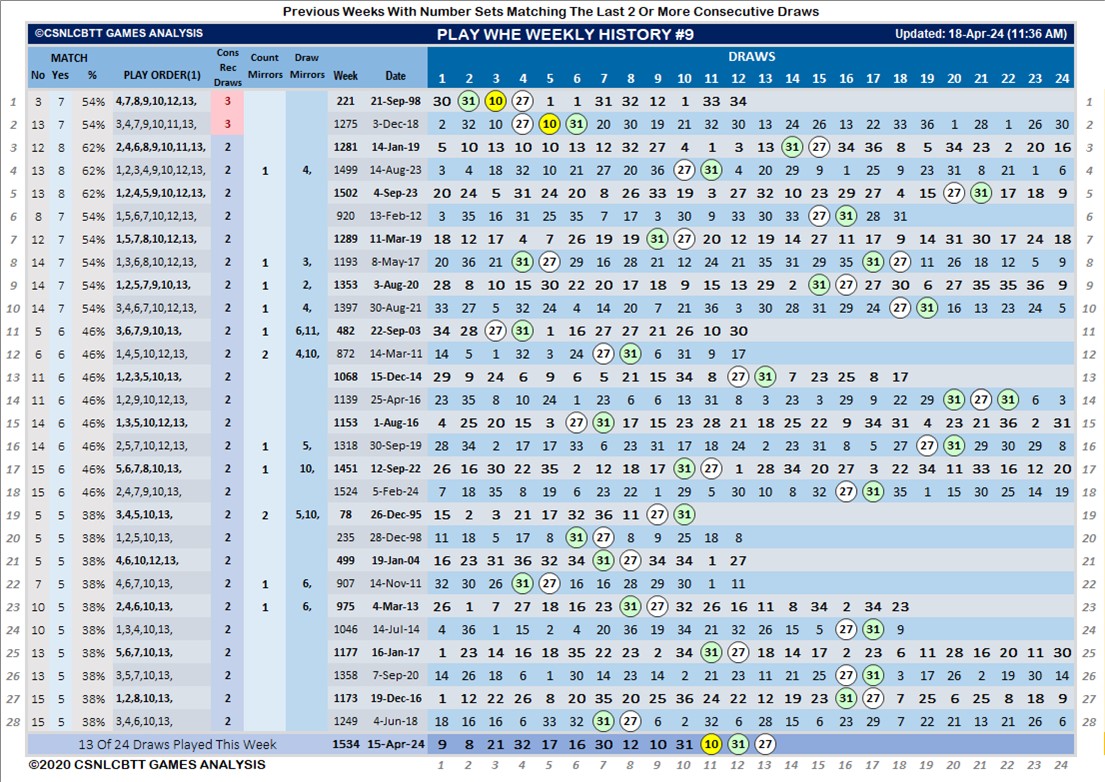 Previous Weeks With Number Sets Matching The Last 2 Or More Consecutive Draws
©CSNLCBTT GAMES ANALYSIS PLAY WHE WEEKLY HISTORY #9 Updated: 18-Apr-24 (11:36 AM)
MATCH Cons Rec Draws Count Mirrors Draw Mirrors DRAWS
No Yes % PLAY ORDER(1) Week Date 1 2 3 4 5 6 7 8 9 10 11 12 13 14 15 16 17 18 19 20 21 22 23 24
1 3 7 54% 4,7,8,9,10,12,13, 3 221 21-Sep-98 30 31 10 27 1 1 31 32 12 1 33 34 1
2 13 7 54% 3,4,7,9,10,11,13, 3 1275 3-Dec-18 2 32 10 27 10 31 20 30 19 21 32 30 13 24 26 13 22 33 36 1 28 1 26 30 2
3 12 8 62% 2,4,6,8,9,10,11,13, 2 1281 14-Jan-19 5 10 13 10 10 13 12 32 27 4 1 3 13 31 15 34 36 8 5 34 23 2 20 16 3
4 13 8 62% 1,2,3,4,9,10,12,13, 2 1 4, 1499 14-Aug-23 3 4 18 32 10 21 27 20 36 27 31 4 20 29 9 1 25 9 23 31 8 21 1 6 4
5 13 8 62% 1,2,4,5,9,10,12,13, 2 1502 4-Sep-23 20 24 5 31 24 20 8 26 33 19 3 27 32 10 23 29 27 4 15 27 31 17 18 9 5
6 8 7 54% 1,5,6,7,10,12,13, 2 920 13-Feb-12 3 35 16 31 25 35 7 17 3 30 9 33 30 33 27 31 28 31 6
7 12 7 54% 1,5,7,8,10,12,13, 2 1289 11-Mar-19 18 12 17 4 7 26 19 19 31 27 20 12 19 14 27 11 17 9 14 31 30 17 24 18 7
8 14 7 54% 1,3,6,8,10,12,13, 2 1 3, 1193 8-May-17 20 36 21 31 27 29 16 28 21 12 24 21 35 31 29 35 31 27 11 26 18 12 5 9 8
9 14 7 54% 1,2,5,7,9,10,13, 2 1 2, 1353 3-Aug-20 28 8 10 15 30 22 20 17 18 9 15 13 29 2 31 27 27 30 6 27 35 35 36 9 9
10 14 7 54% 3,4,6,7,10,12,13, 2 1 4, 1397 30-Aug-21 33 27 5 32 24 4 14 20 7 21 36 3 30 28 31 29 24 27 31 16 13 23 24 5 10
11 5 6 46% 3,6,7,9,10,13, 2 1 6,11, 482 22-Sep-03 34 28 27 31 1 16 27 27 21 26 10 30 11
12 6 6 46% 1,4,5,10,12,13, 2 2 4,10, 872 14-Mar-11 14 5 1 32 3 24 27 31 6 31 9 17 12
13 11 6 46% 1,2,3,5,10,13, 2 1068 15-Dec-14 29 9 24 6 9 6 5 21 15 34 8 27 31 7 23 25 8 17 13
14 11 6 46% 1,2,9,10,12,13, 2 1139 25-Apr-16 23 35 8 10 24 1 23 6 6 13 31 8 31 23 3 29 9 22 29 31 27 31 6 3 14
15 14 6 46% 1,3,5,10,12,13, 2 1153 1-Aug-16 4 25 20 15 3 27 31 17 15 23 28 21 18 25 22 9 34 31 4 23 21 36 2 31 15
16 14 6 46% 2,5,7,10,12,13, 2 1 5, 1318 30-Sep-19 28 34 2 17 17 33 6 23 31 17 18 24 2 23 31 8 5 27 27 31 29 30 29 8 16
17 15 6 46% 5,6,7,8,10,13, 2 1 10, 1451 12-Sep-22 26 16 30 22 35 2 12 18 17 31 27 1 28 34 20 27 3 22 34 11 33 16 12 20 17
18 15 6 46% 2,4,7,9,10,13, 2 1524 5-Feb-24 7 18 35 8 19 6 23 22 1 29 5 30 10 8 32 27 31 35 1 15 30 25 14 19 18
19 5 5 38% 3,4,5,10,13, 2 2 5,10, 78 26-Dec-95 15 2 3 21 17 32 36 11 27 31 19
20 5 5 38% 1,2,5,10,13, 2 235 28-Dec-98 11 18 5 17 8 31 27 8 9 25 18 8 20
21 5 5 38% 4,6,10,12,13, 2 499 19-Jan-04 16 23 31 36 32 34 31 27 34 34 1 27 21
22 7 5 38% 4,6,7,10,13, 2 1 6, 907 14-Nov-11 32 30 26 31 27 16 16 28 29 30 1 11 22
23 10 5 38% 2,4,6,10,13, 2 1 6, 975 4-Mar-13 26 1 7 27 18 16 23 31 27 32 26 16 11 8 34 2 34 23 23
24 10 5 38% 1,3,4,10,13, 2 1046 14-Jul-14 4 36 1 15 2 4 20 36 19 34 21 32 26 15 5 27 31 9 24
25 13 5 38% 5,6,7,10,13, 2 1177 16-Jan-17 1 23 14 16 18 35 22 23 2 34 31 27 18 14 17 2 23 6 11 28 16 20 11 30 25
26 13 5 38% 3,5,7,10,13, 2 1358 7-Sep-20 14 26 18 6 1 30 14 23 14 2 21 23 11 21 25 27 31 3 17 26 2 19 30 14 26
27 15 5 38% 1,2,8,10,13, 2 1173 19-Dec-16 1 12 22 26 8 20 35 20 25 36 24 22 12 19 23 31 27 7 25 6 25 8 18 9 27
28 15 5 38% 3,4,6,10,13, 2 1249 4-Jun-18 18 16 16 6 33 32 31 27 6 2 32 6 28 15 6 23 29 7 22 21 13 21 26 6 28
13 Of 24 Draws Played This Week 1534 15-Apr-24 9 8 21 32 17 16 30 12 10 31 10 31 27
©2020 CSNLCBTT GAMES ANALYSIS 1 2 3 4 5 6 7 8 9 10 11 12 13 14 15 16 17 18 19 20 21 22 23 24